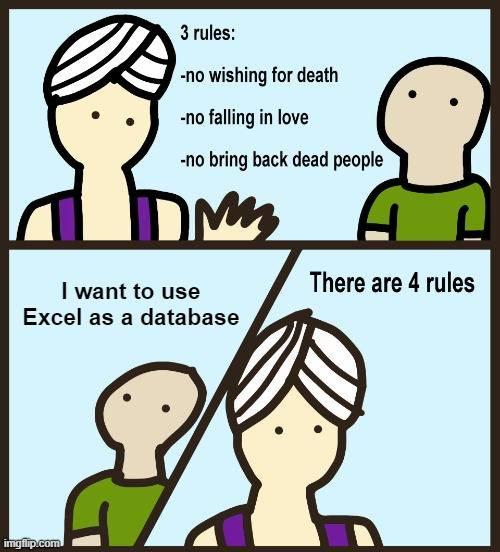 3 rules:
-no wishing for death
-no falling in love
-no bring back dead people
I want to use
Excel as a database
There are 4 rules
imgflip.com